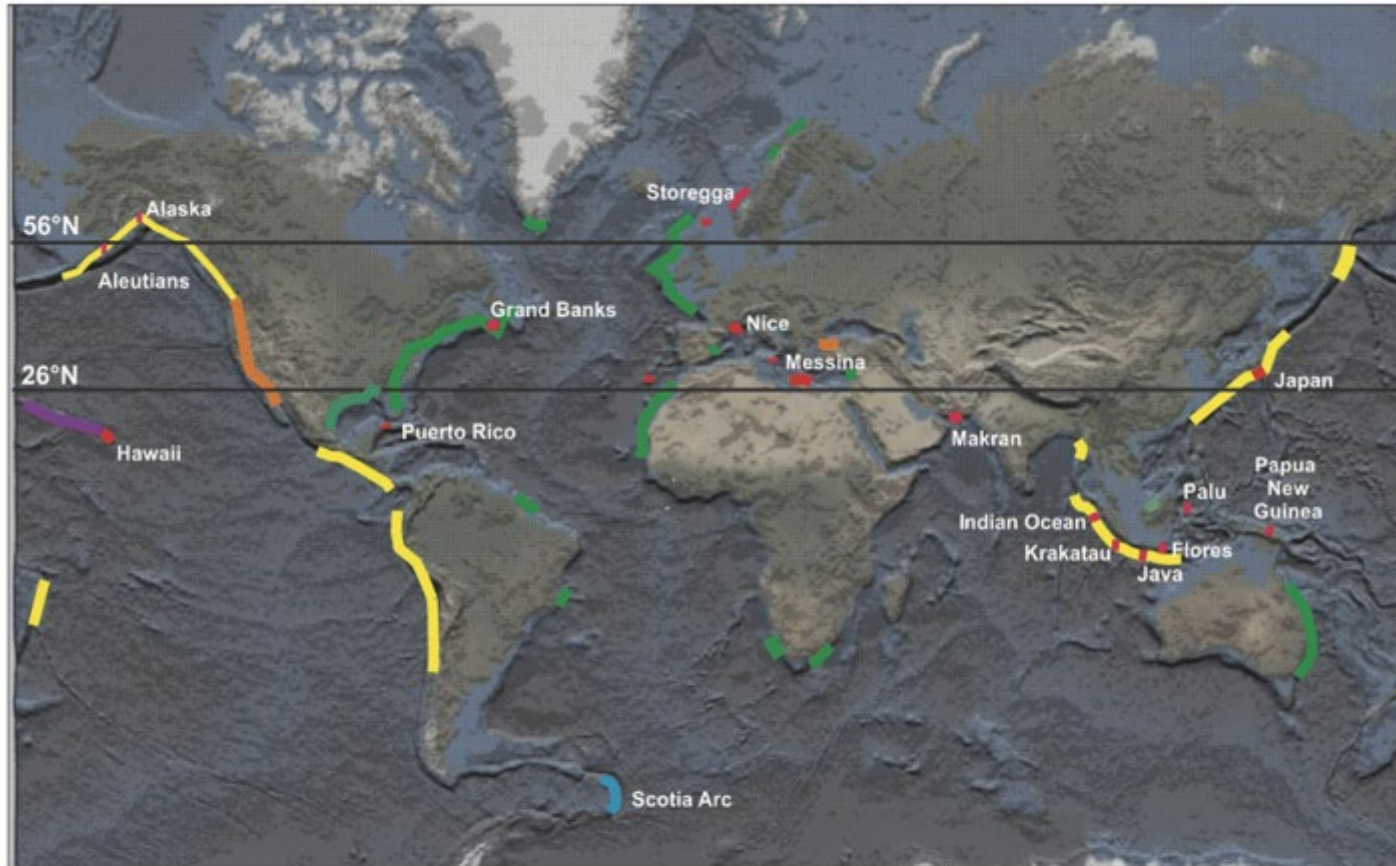 Storegga
Alaska
56°N
Aleutians
Grand Banks
Nice
Messina
26°N
Japan
Puerto Rico
Makran
Hawaii
Papua
New
Guinea
Palu
Indian Ocean
Krakatau
Flores
Java
Scotia Arc